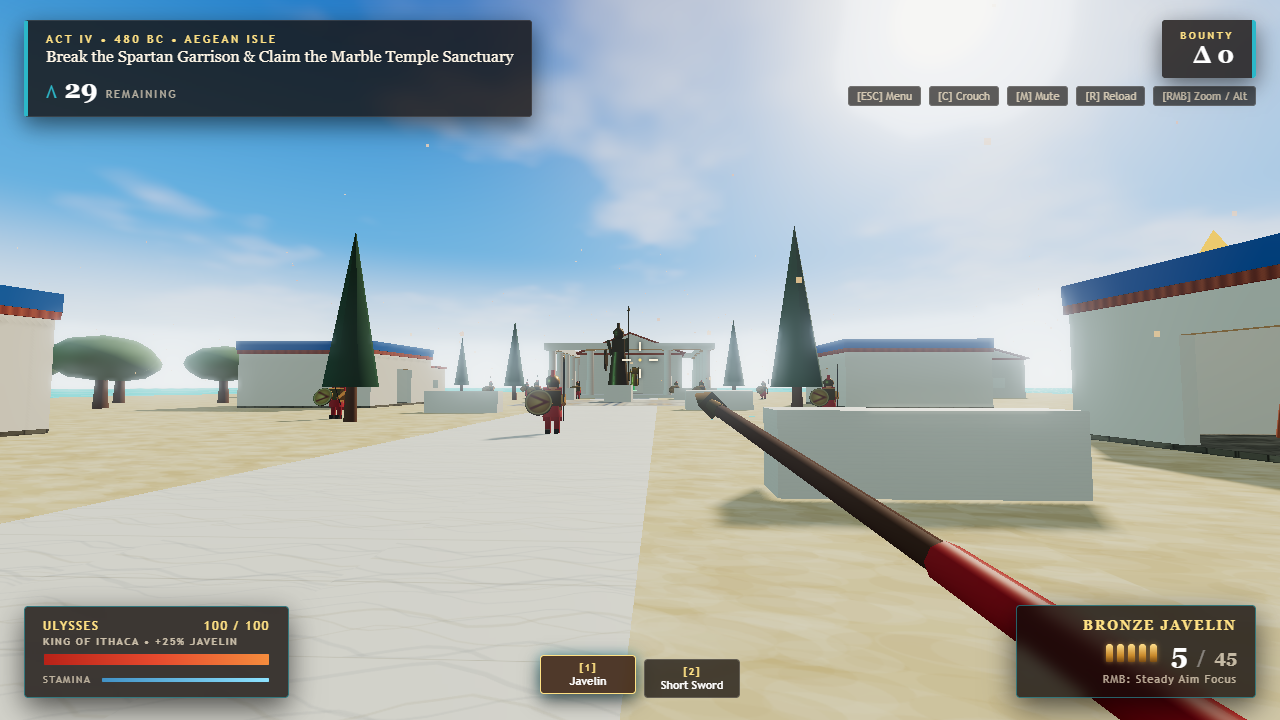 ACT IV • 480 BC • AEGEAN ISLE
Break the Spartan Garrison & Claim the Marble Temple Sanctuary
Λ 29 REMAINING
BOUNTY
Δ 0
[ESC] Menu
[C] Crouch
[M] Mute
[R] Reload
[RMB] Zoom / Alt
ULYSSES 100 / 100
KING OF ITHACA • +25% JAVELIN
STAMINA
[1]
Javelin
[2]
Short Sword
BRONZE JAVELIN
5 / 45
RMB: Steady Aim Focus